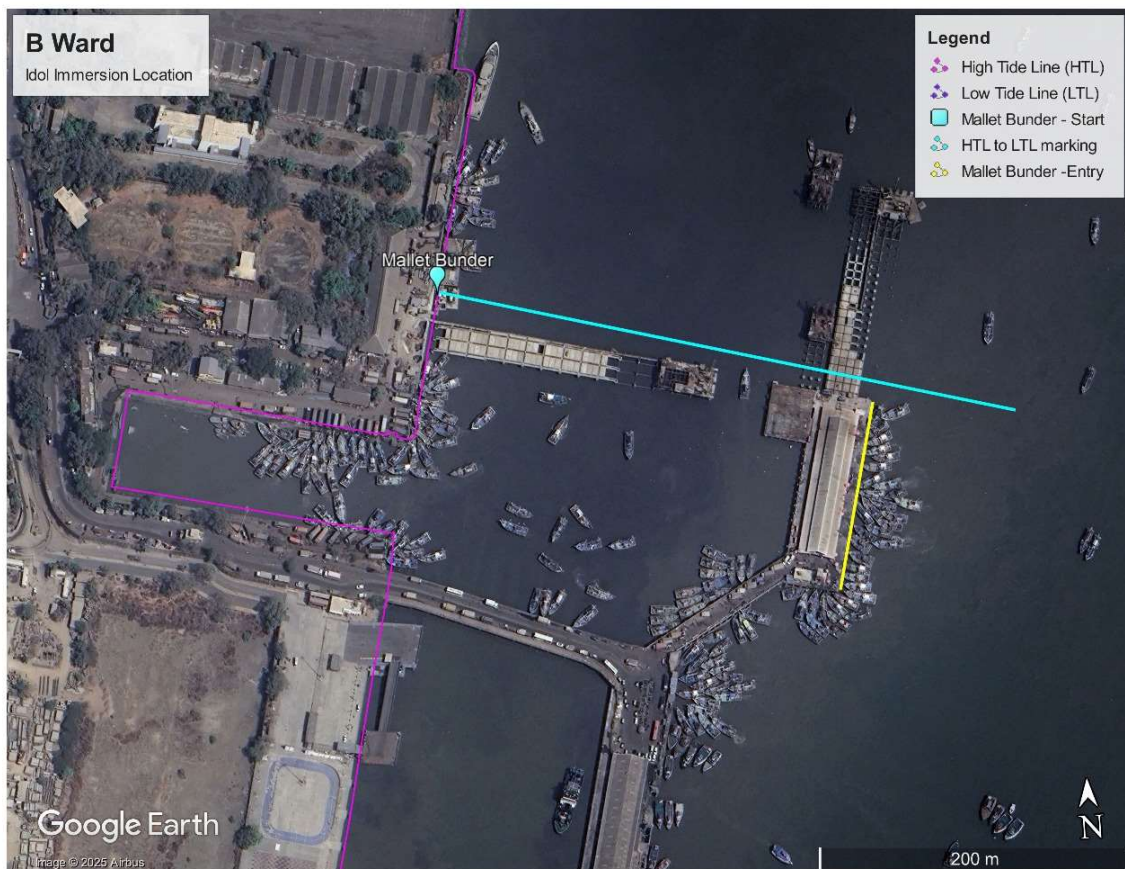 B Ward
Idol Immersion Location
Legend
High Tide Line (HTL)
Low Tide Line (LTL)
Mallet Bunder - Start
HTL to LTL marking
Mallet Bunder -Entry
Mallet Bunder
Google Earth
Image © 2025 Airbus
N
200 m